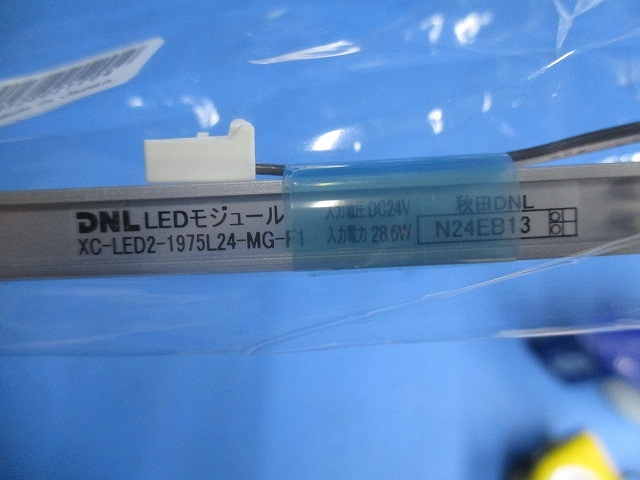 DNL LEDモジュール
XC-LED2-1975L24-MG-F1
入力電圧 DC24V
入力電力 28.6W
秋田DNL
N24EB13